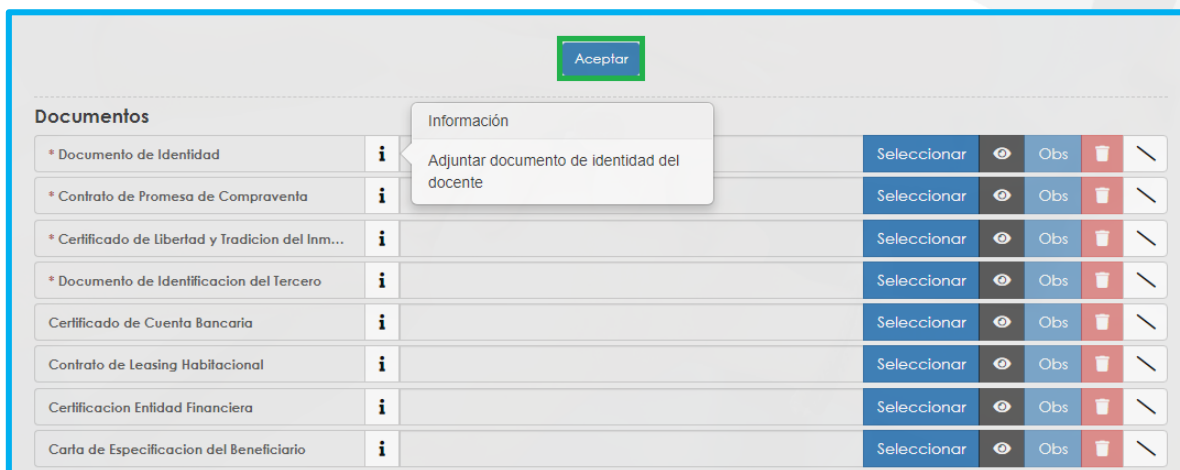 Aceptar
Documentos
Información
Adjuntar documento de identidad del
docente
* Documento de Identidad i Seleccionar Obs
* Contrato de Promesa de Compraventa i Seleccionar Obs
* Certificado de Libertad y Tradicion del Inm... i Seleccionar Obs
* Documento de Identificacion del Tercero i Seleccionar Obs
Certificado de Cuenta Bancaria i Seleccionar Obs
Contrato de Leasing Habitacional i Seleccionar Obs
Certificacion Entidad Financiera i Seleccionar Obs
Carta de Especificacion del Beneficiario i Seleccionar Obs